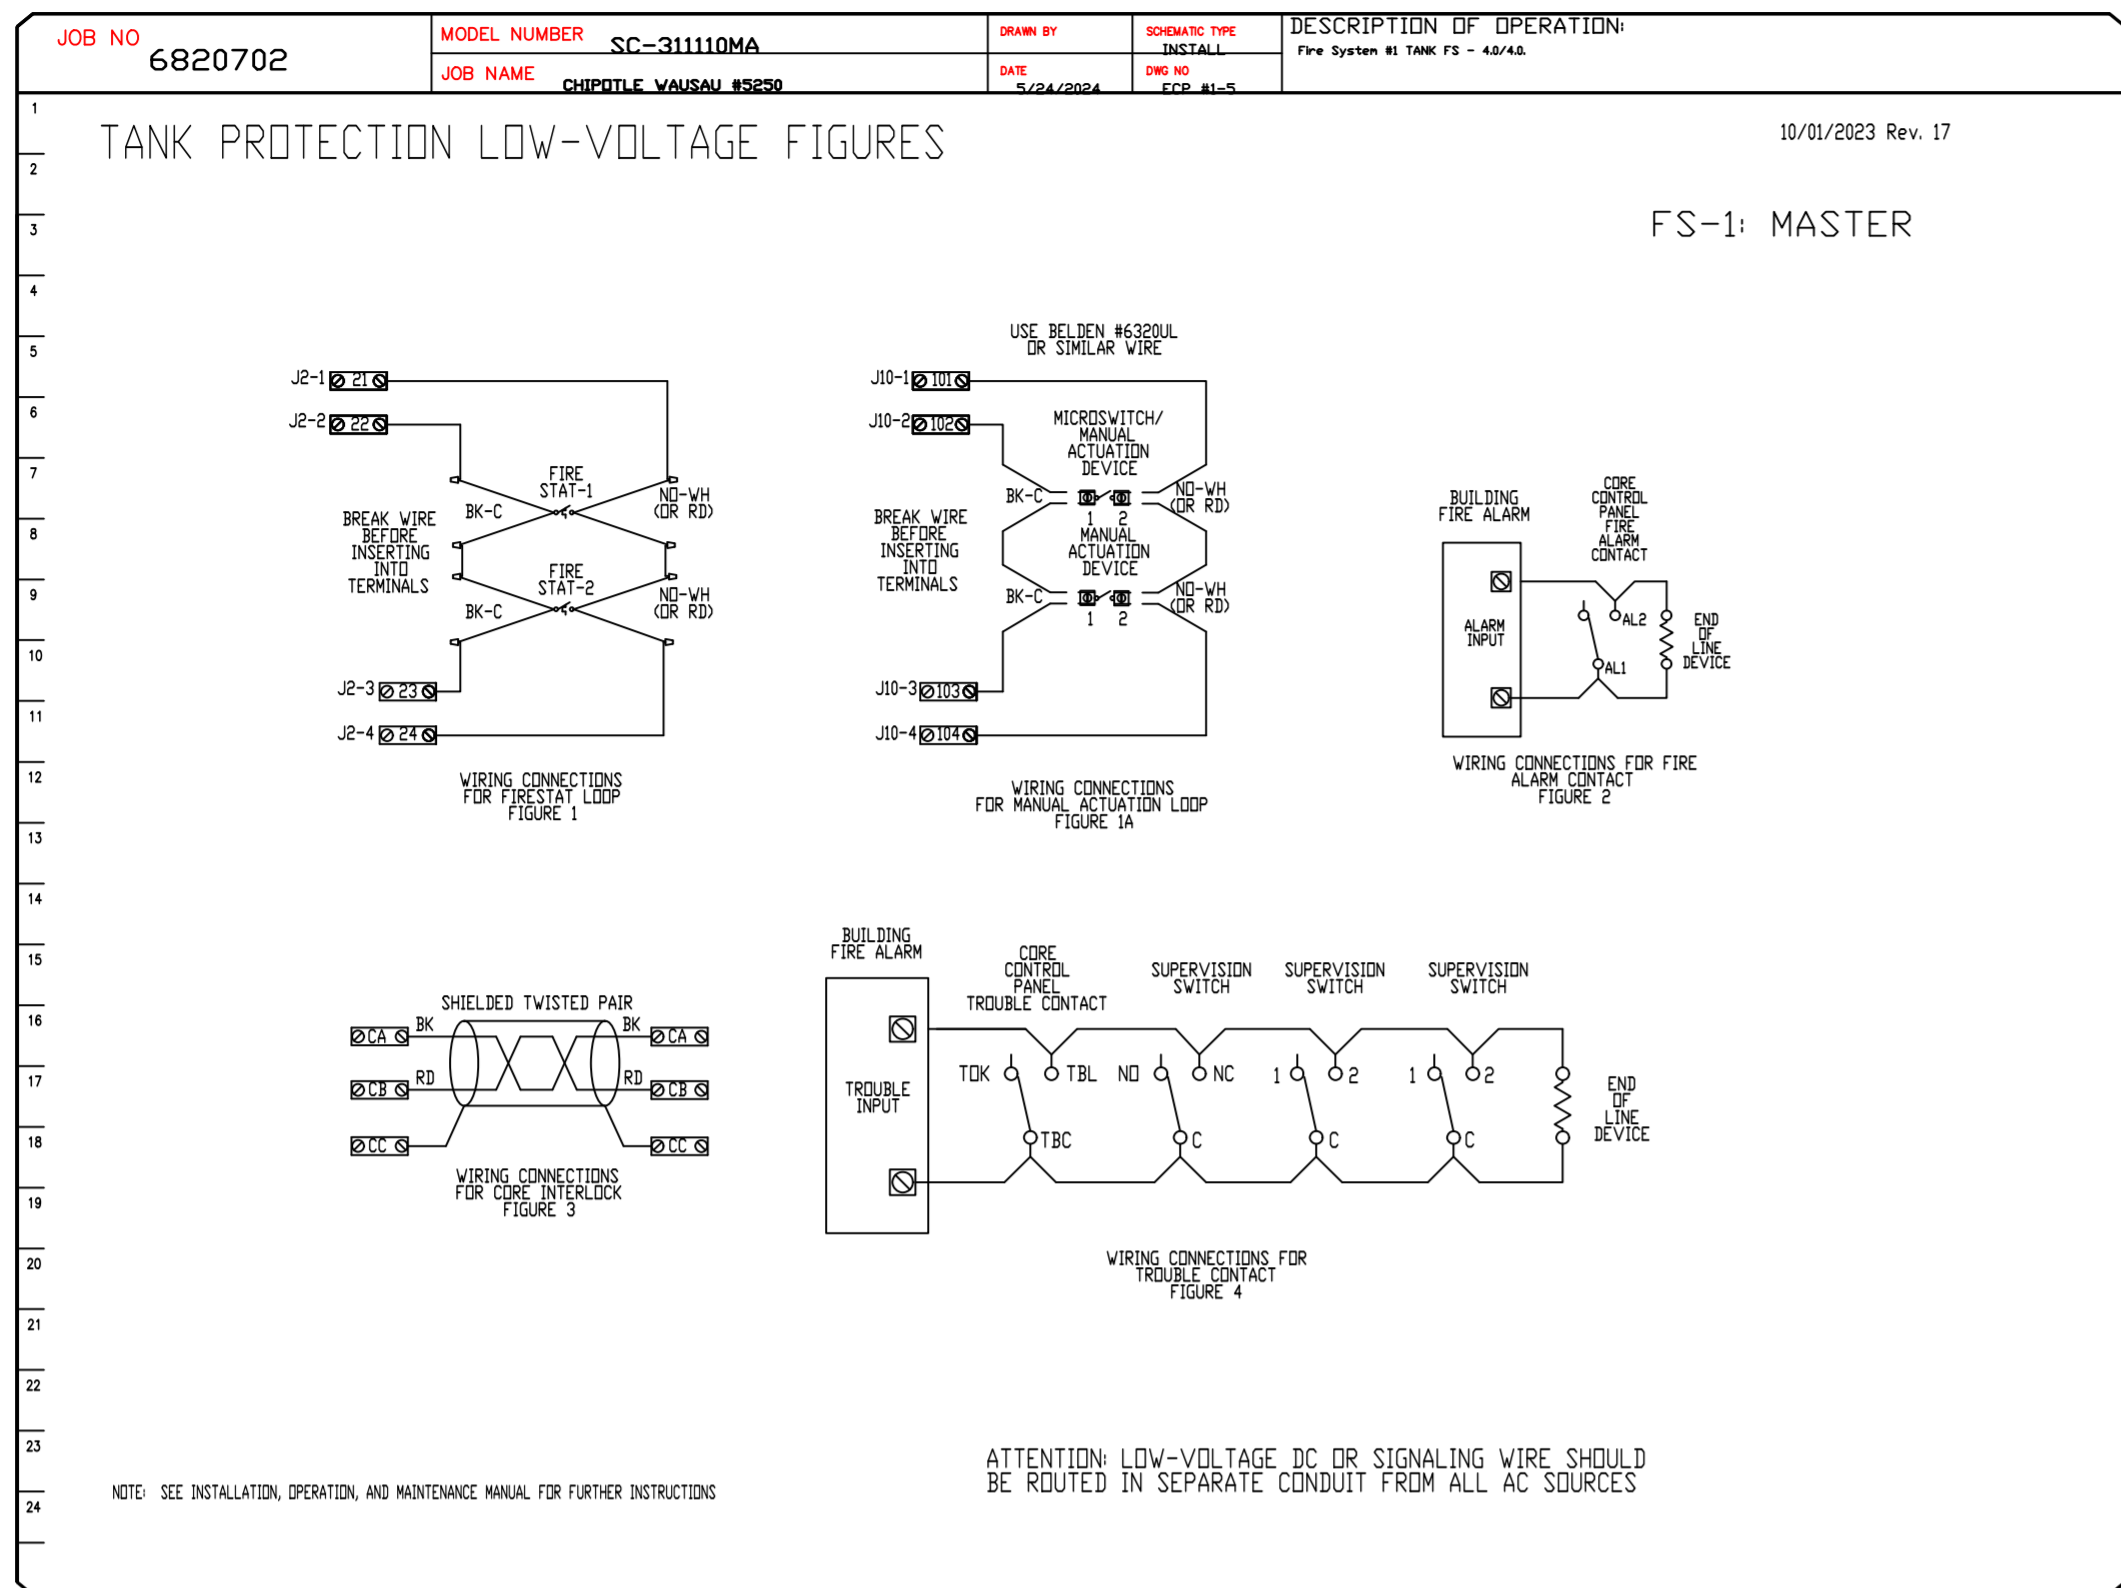 JOB NO
6820702
MODEL NUMBER
SC-311110MA
JOB NAME
CHIPOTLE WAUSAU #5250
DRAWN BY
DATE
5/24/2024
SCHEMATIC TYPE
INSTALL
DWG NO
ECP #1-5
DESCRIPTION OF OPERATION:
Fire System #1 TANK FS - 4.0/4.0.
1
2
3
4
5
6
7
8
9
10
11
12
13
14
15
16
17
18
19
20
21
22
23
24
TANK PROTECTION LOW-VOLTAGE FIGURES
10/01/2023 Rev. 17
FS-1: MASTER
J2-1
21
J2-2
22
FIRE
STAT-1
BK-C
NO-WH
(OR RD)
BREAK WIRE
BEFORE
INSERTING
INTO
TERMINALS
FIRE
STAT-2
BK-C
NO-WH
(OR RD)
J2-3
23
J2-4
24
WIRING CONNECTIONS
FOR FIRESTAT LOOP
FIGURE 1
USE BELDEN #6320UL
OR SIMILAR WIRE
J10-1
101
J10-2
102
MICROSWITCH/
MANUAL
ACTUATION
DEVICE
BK-C
NO-WH
(OR RD)
1 2
BREAK WIRE
BEFORE
INSERTING
INTO
TERMINALS
MANUAL
ACTUATION
DEVICE
BK-C
NO-WH
(OR RD)
1 2
J10-3
103
J10-4
104
WIRING CONNECTIONS
FOR MANUAL ACTUATION LOOP
FIGURE 1A
BUILDING
FIRE ALARM
CORE
CONTROL
PANEL
FIRE
ALARM
CONTACT
ALARM
INPUT
AL2
AL1
END
OF
LINE
DEVICE
WIRING CONNECTIONS FOR FIRE
ALARM CONTACT
FIGURE 2
SHIELDED TWISTED PAIR
CA
BK
BK
CA
CB
RD
RD
CB
CC
CC
WIRING CONNECTIONS
FOR CORE INTERLOCK
FIGURE 3
BUILDING
FIRE ALARM
CORE
CONTROL
PANEL
TROUBLE CONTACT
SUPERVISION
SWITCH
SUPERVISION
SWITCH
SUPERVISION
SWITCH
TROUBLE
INPUT
TOK
TBL
NO
NC
1
2
1
2
TBC
C
C
C
END
OF
LINE
DEVICE
WIRING CONNECTIONS FOR
TROUBLE CONTACT
FIGURE 4
ATTENTION: LOW-VOLTAGE DC OR SIGNALING WIRE SHOULD
BE ROUTED IN SEPARATE CONDUIT FROM ALL AC SOURCES
NOTE: SEE INSTALLATION, OPERATION, AND MAINTENANCE MANUAL FOR FURTHER INSTRUCTIONS